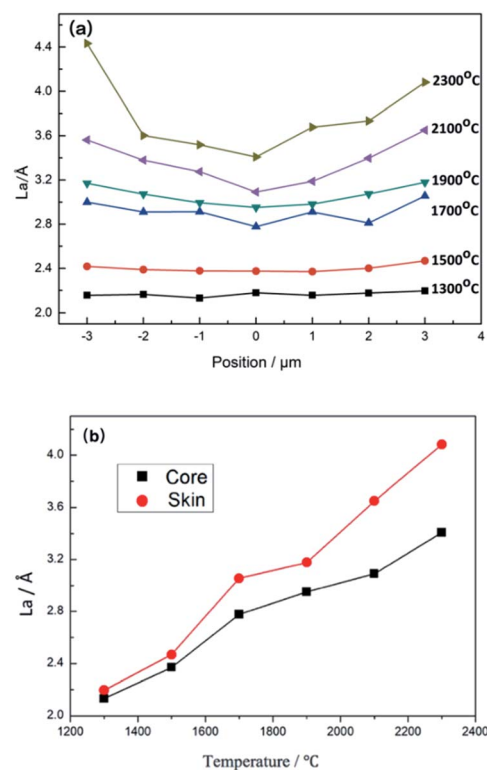 (a)
4.4
4.0
3.6
3.2
2.8
2.4
2.0
La/Å
2300°C
2100°C
1900°C
1700°C
1500°C
1300°C
-3 -2 -1 0 1 2 3 4
Position / μm
(b)
Core
Skin
4.0
3.6
3.2
2.8
2.4
2.0
La / Å
1200 1400 1600 1800 2000 2200 2400
Temperature / °C